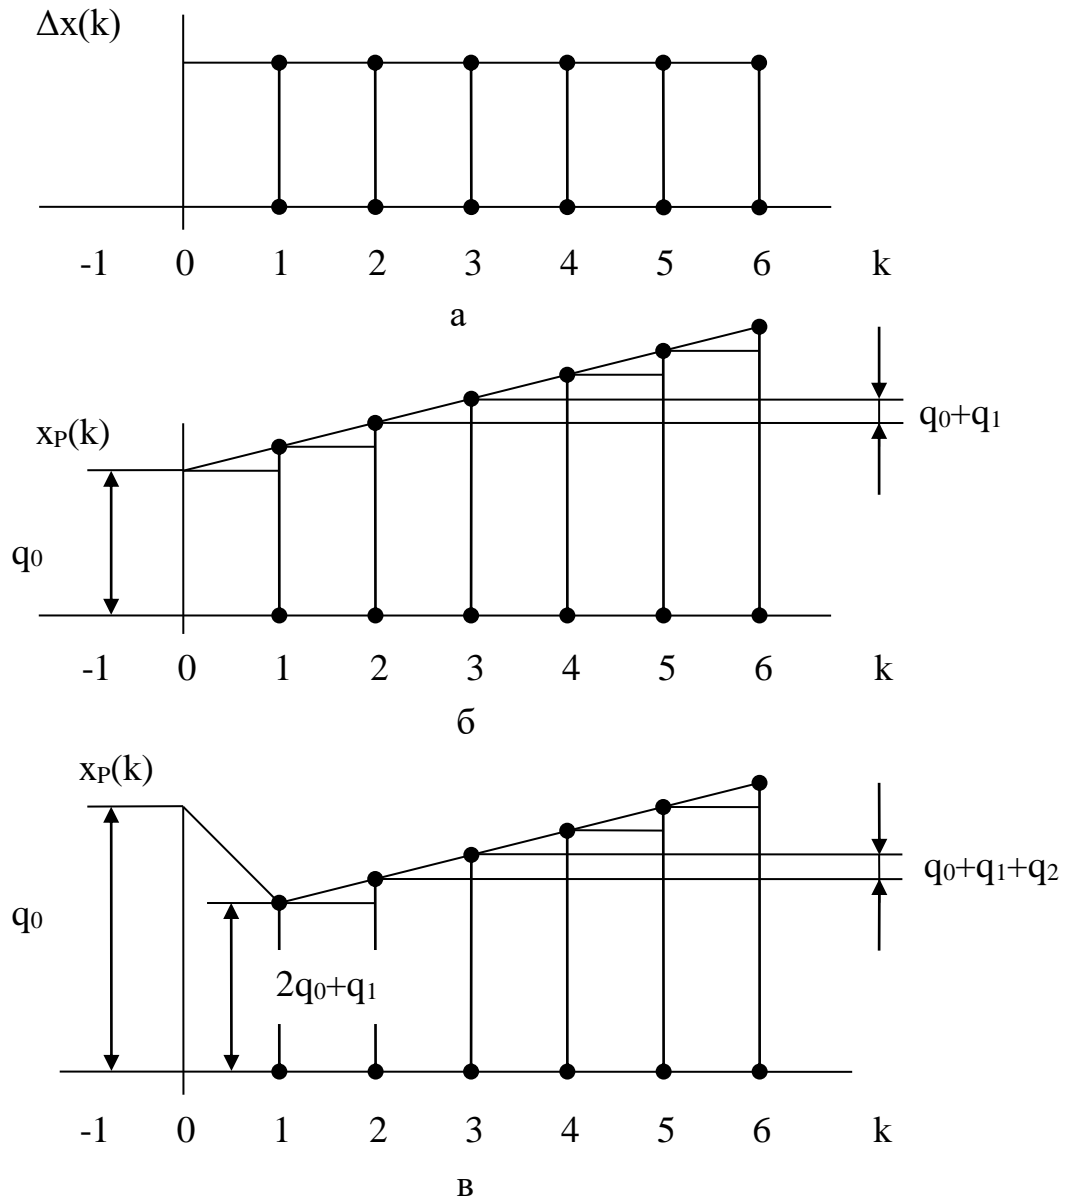 Δx(k)
-1 0 1 2 3 4 5 6 k
а
xP(k)
q0+q1
q0
-1 0 1 2 3 4 5 6 k
б
xP(k)
q0+q1+q2
q0
2q0+q1
-1 0 1 2 3 4 5 6 k
в